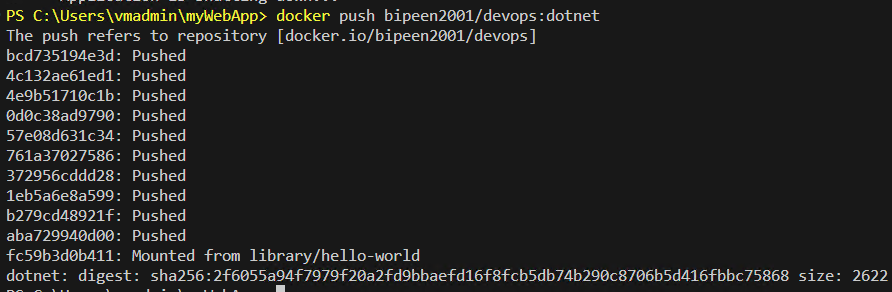 PS C:\Users\vmadmin\myWebApp> docker push bipeen2001/devops:dotnet
The push refers to repository [docker.io/bipeen2001/devops]
bcd735194e3d: Pushed
4c132ae61ed1: Pushed
4e9b51710c1b: Pushed
0d0c38ad9790: Pushed
57e08d631c34: Pushed
761a37027586: Pushed
372956cddd28: Pushed
1eb5a6e8a599: Pushed
b279cd48921f: Pushed
aba729940d00: Pushed
fc59b3d0b411: Mounted from library/hello-world
dotnet: digest: sha256:2f6055a94f7979f20a2fd9bbaefd16f8fcb5db74b290c8706b5d416fbbc75868 size: 2622